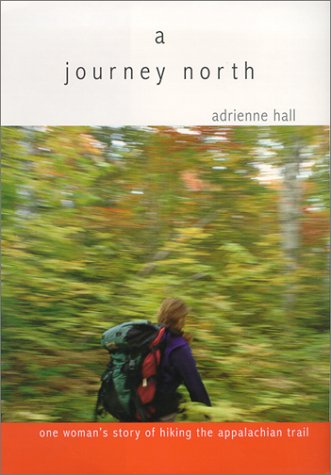 a
journey north
adrienne hall
one woman's story of hiking the appalachian trail